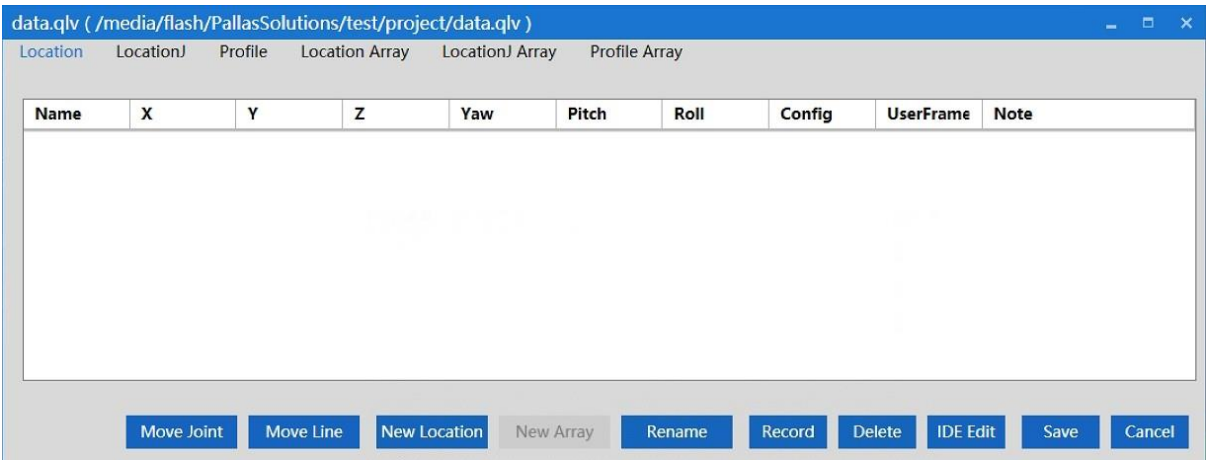 data.qlv ( /media/flash/PallasSolutions/test/project/data.qlv )
Location LocationJ Profile Location Array LocationJ Array Profile Array
Name X Y Z Yaw Pitch Roll Config UserFrame Note
Move Joint Move Line New Location New Array Rename Record Delete IDE Edit Save Cancel